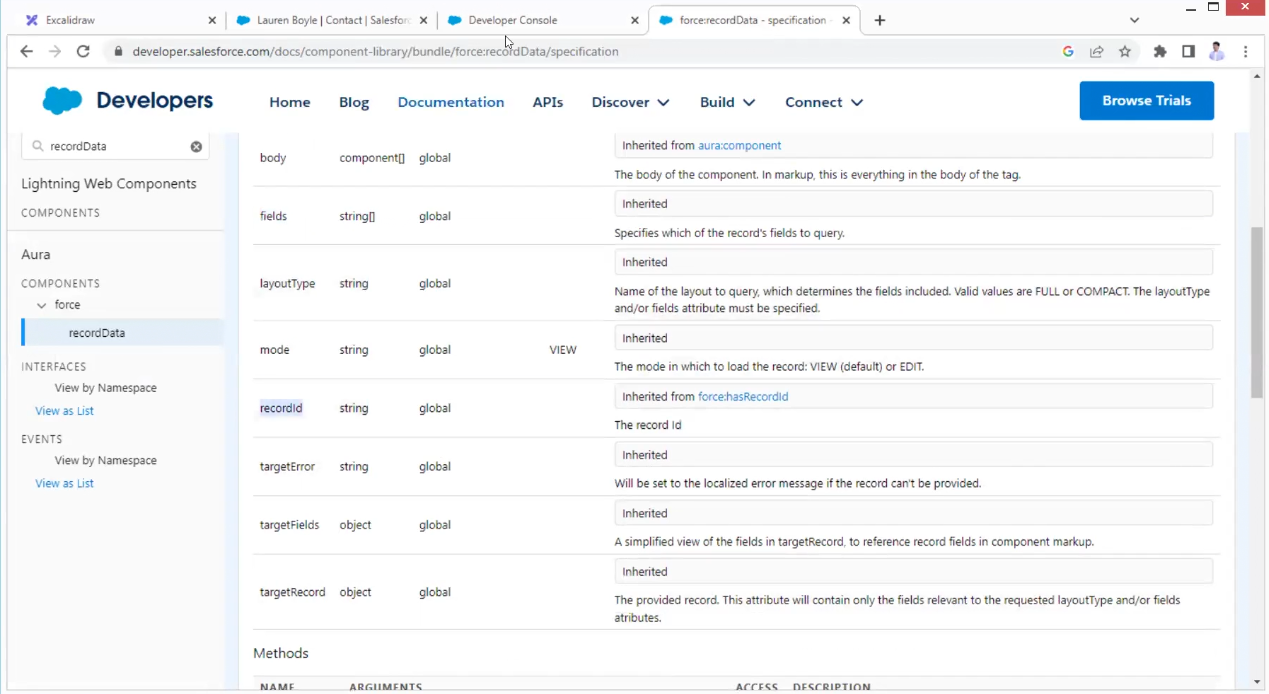 Excalidraw
Lauren Boyle | Contact | Salesforc
Developer Console
force:recordData - specification -
developer.salesforce.com/docs/component-library/bundle/force:recordData/specification
Developers
Home Blog Documentation APIs Discover Build Connect
Browse Trials
recordData
Lightning Web Components
COMPONENTS
Aura
COMPONENTS
force
recordData
INTERFACES
View by Namespace
View as List
EVENTS
View by Namespace
View as List
body component[] global
Inherited from aura:component
The body of the component. In markup, this is everything in the body of the tag.
fields string[] global
Inherited
Specifies which of the record's fields to query.
layoutType string global
Inherited
Name of the layout to query, which determines the fields included. Valid values are FULL or COMPACT. The layoutType
and/or fields attribute must be specified.
mode string global VIEW
Inherited
The mode in which to load the record: VIEW (default) or EDIT.
recordId string global
Inherited from force:hasRecordId
The record Id
targetError string global
Inherited
Will be set to the localized error message if the record can't be provided.
targetFields object global
Inherited
A simplified view of the fields in targetRecord, to reference record fields in component markup.
targetRecord object global
Inherited
The provided record. This attribute will contain only the fields relevant to the requested layoutType and/or fields
atributes.
Methods
NAME ARGUMENTS ACCESS DESCRIPTION